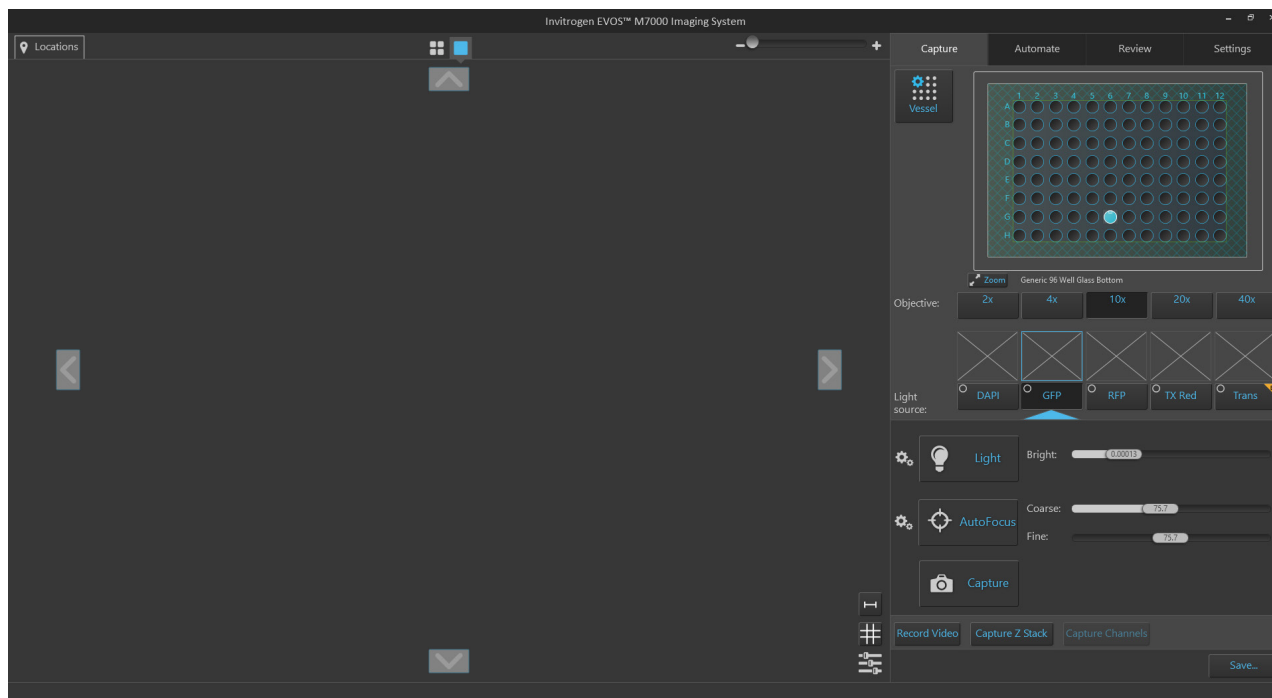 Invitrogen EVOS™ M7000 Imaging System
Locations
Capture Automate Review Settings
Vessel
1 2 3 4 5 6 7 8 9 10 11 12
A
B
C
D
E
F
G
H
Zoom Generic 96 Well Glass Bottom
Objective: 2x 4x 10x 20x 40x
Light source: DAPI GFP RFP TX Red Trans
Light Bright: 0.00013
AutoFocus Coarse: 75.7
Fine: 75.7
Capture
Record Video Capture Z Stack Capture Channels
Save...